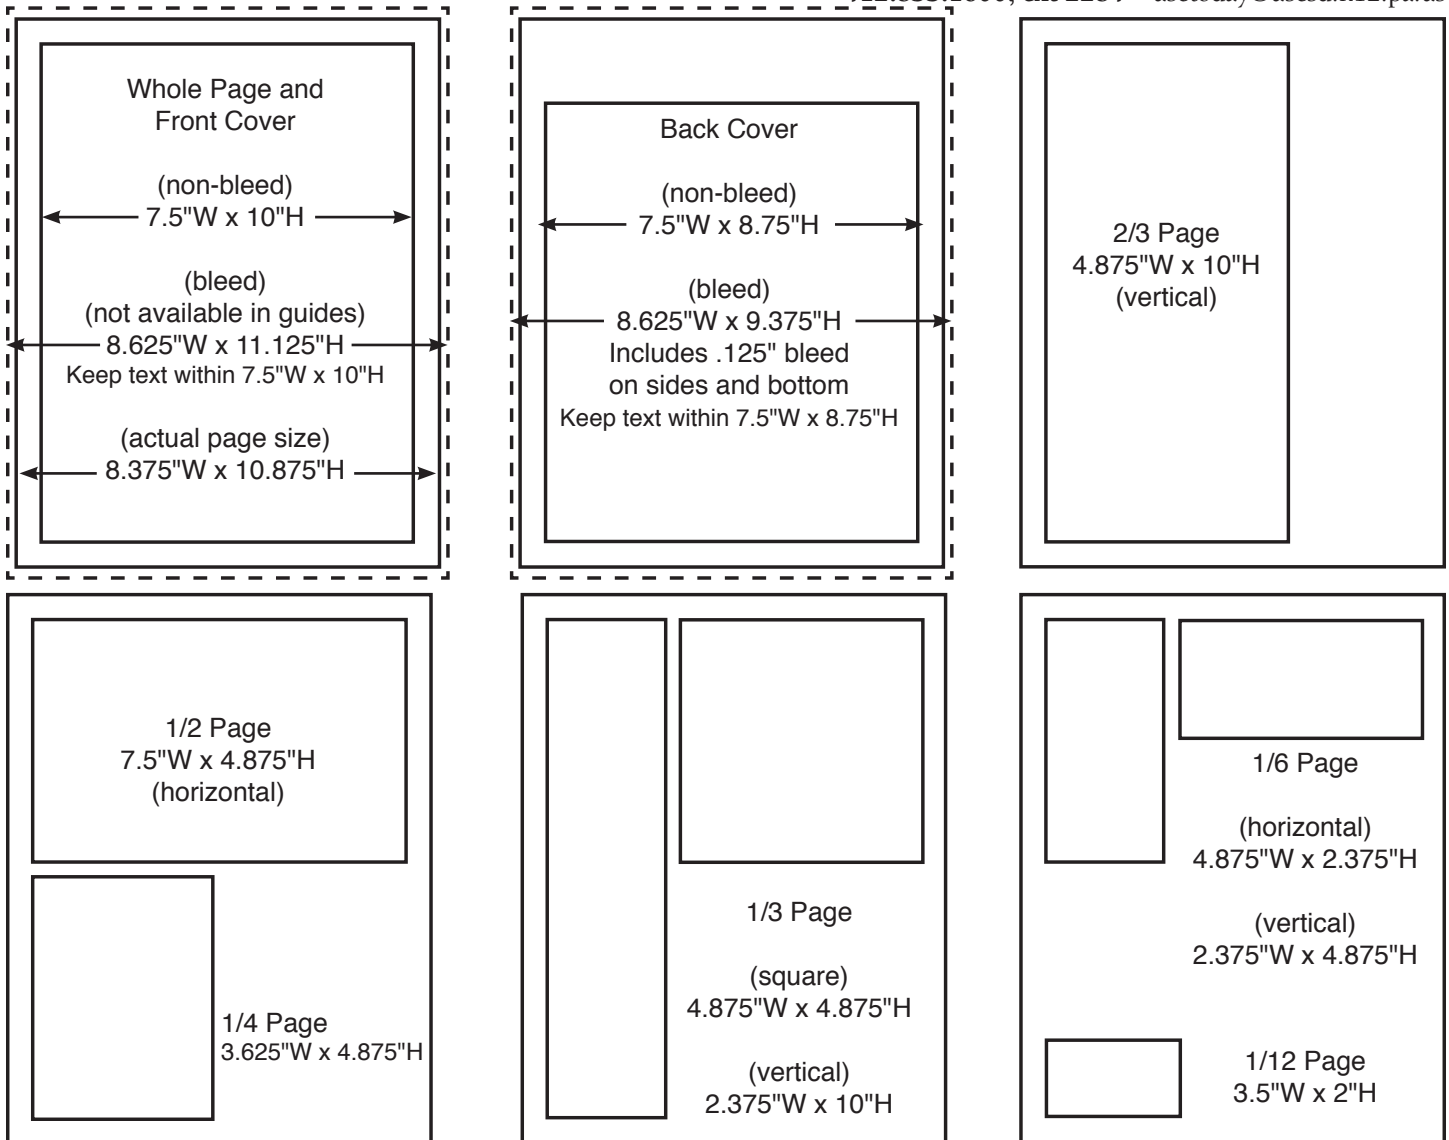 Whole Page and
Front Cover
(non-bleed)
7.5"W x 10"H
(bleed)
(not available in guides)
8.625"W x 11.125"H
Keep text within 7.5"W x 10"H
(actual page size)
8.375"W x 10.875"H
Back Cover
(non-bleed)
7.5"W x 8.75"H
(bleed)
8.625"W x 9.375"H
Includes .125" bleed
on sides and bottom
Keep text within 7.5"W x 8.75"H
2/3 Page
4.875"W x 10"H
(vertical)
1/2 Page
7.5"W x 4.875"H
(horizontal)
1/4 Page
3.625"W x 4.875"H
1/3 Page
(square)
4.875"W x 4.875"H
(vertical)
2.375"W x 10"H
1/6 Page
(horizontal)
4.875"W x 2.375"H
(vertical)
2.375"W x 4.875"H
1/12 Page
3.5"W x 2"H